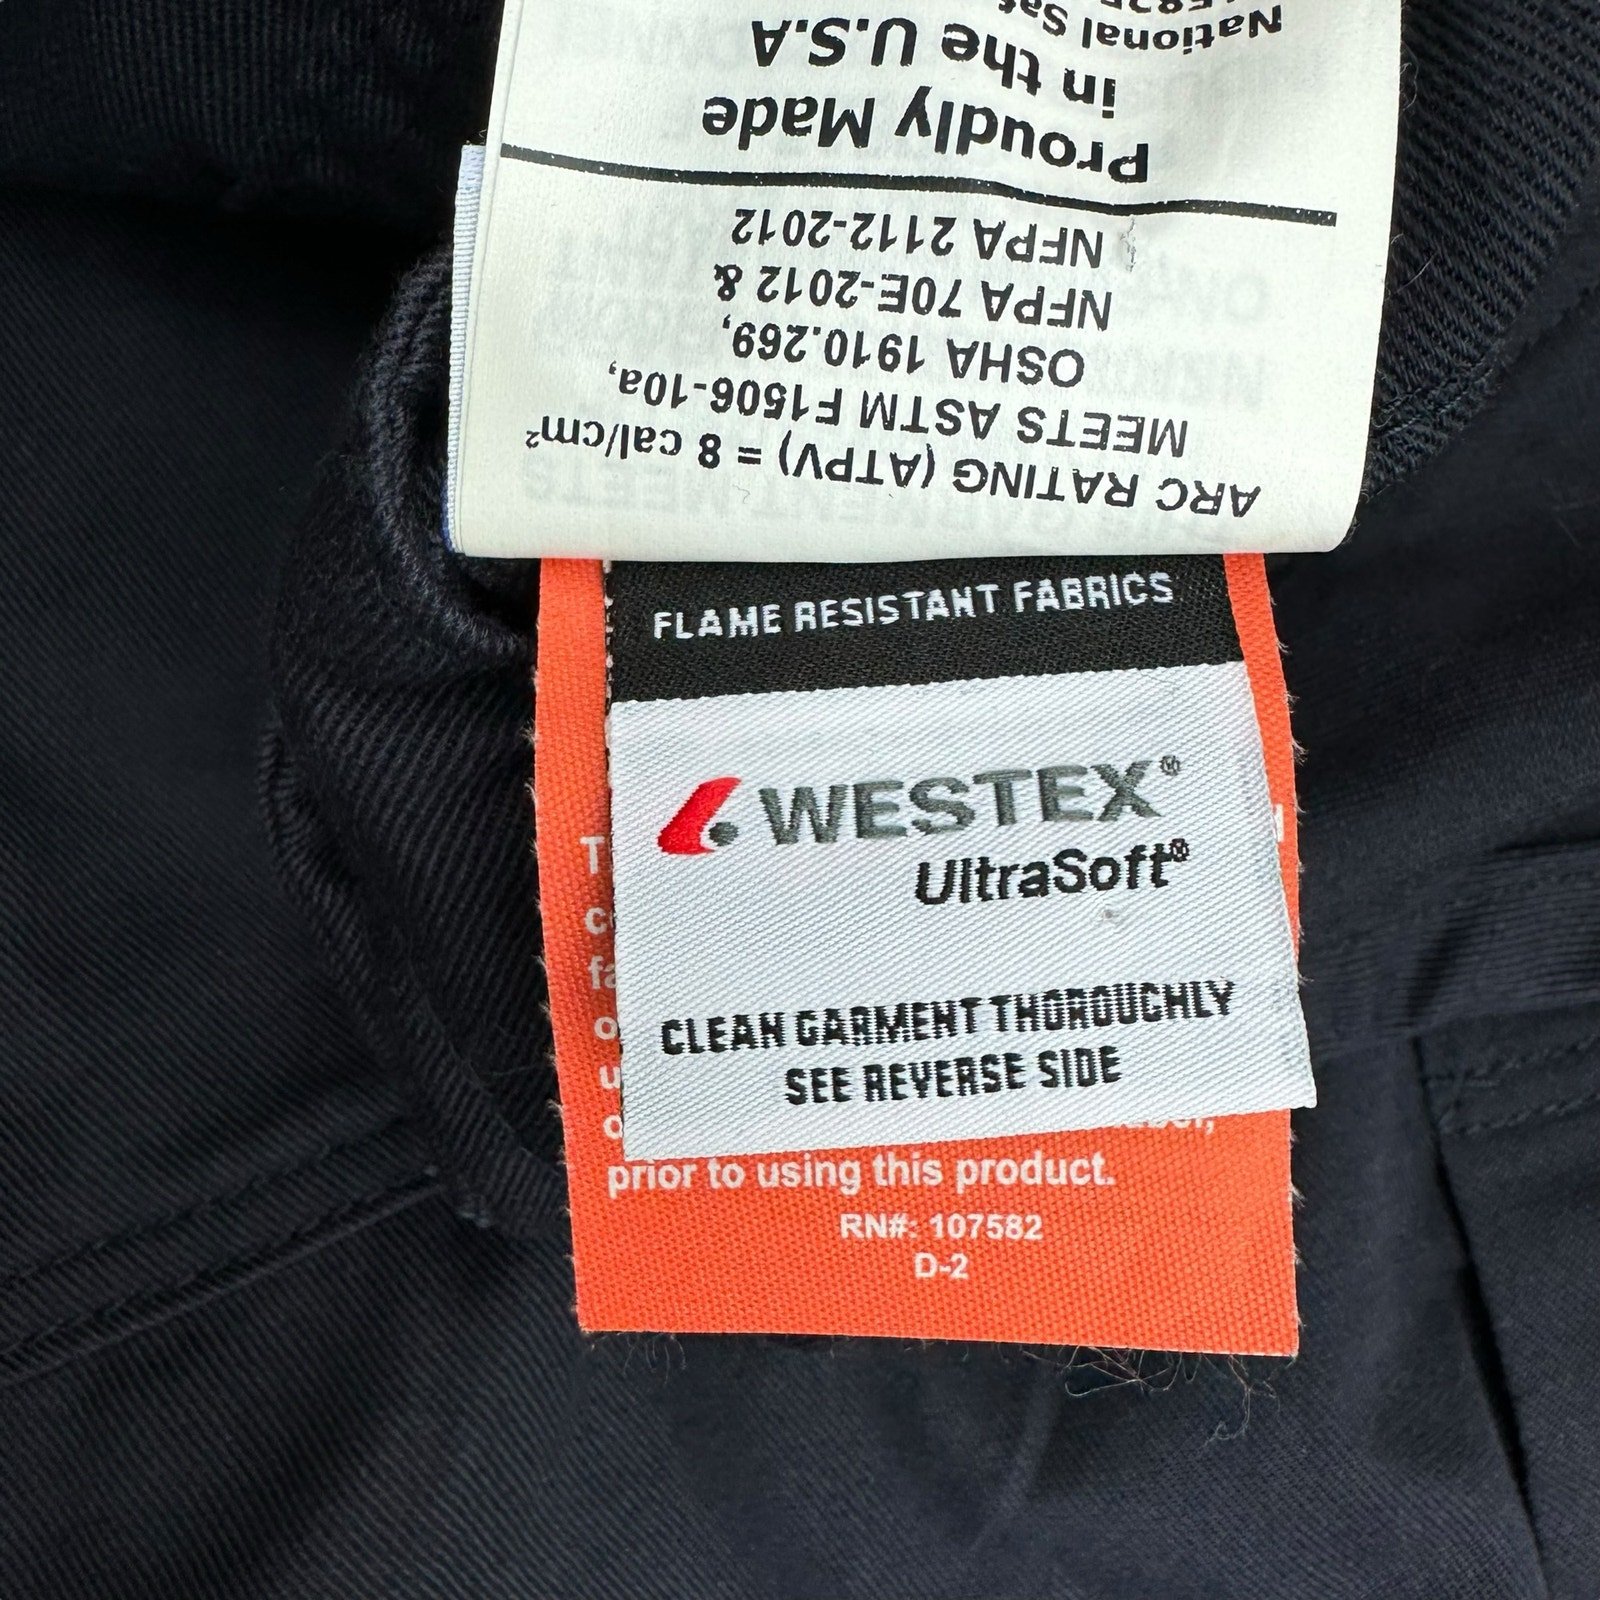 ARC RATING (ATPV) = 8 cal/cm²
MEETS ASTM F1506-10a,
OSHA 1910.269,
NFPA 70E-2012 &
NFPA 2112-2012
Proudly Made
in the U.S.A
National
FLAME RESISTANT FABRICS
WESTEX®
UltraSoft®
CLEAN GARMENT THOROUGHLY
SEE REVERSE SIDE
prior to using this product.
RN#: 107582
D-2